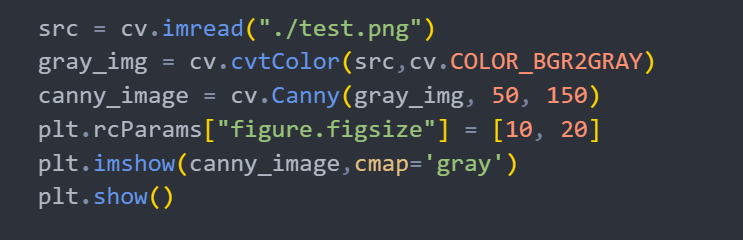 src = cv.imread("./test.png")
gray_img = cv.cvtColor(src,cv.COLOR_BGR2GRAY)
canny_image = cv.Canny(gray_img, 50, 150)
plt.rcParams["figure.figsize"] = [10, 20]
plt.imshow(canny_image,cmap='gray')
plt.show()